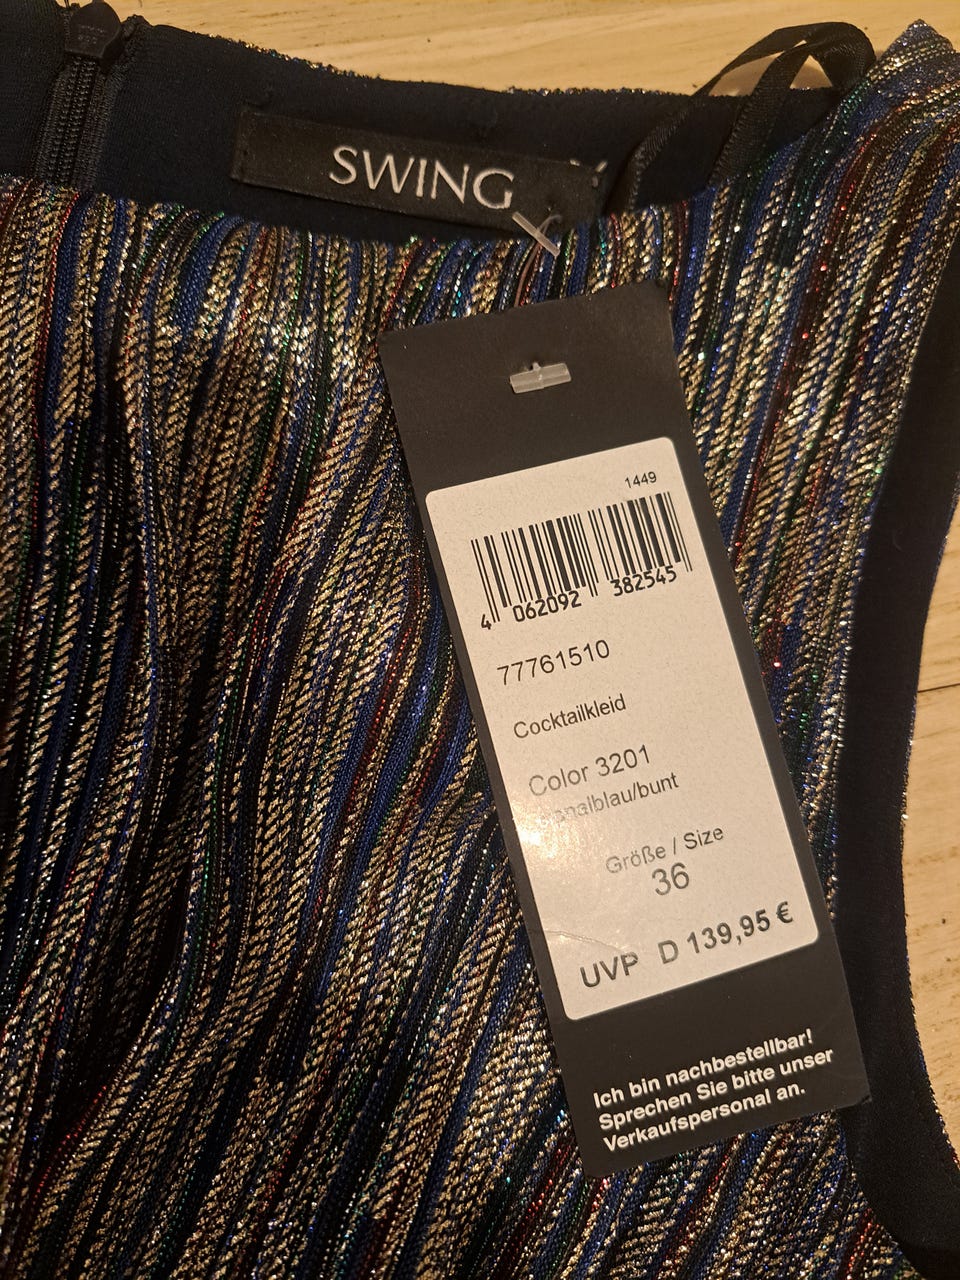 SWING
1449
4 062092 382545
77761510
Cocktailkleid
Color 3201
Größe / Size
36
UVP D 139,95 €
Ich bin nachbestellbar!
Sprechen Sie bitte unser
Verkaufspersonal an.